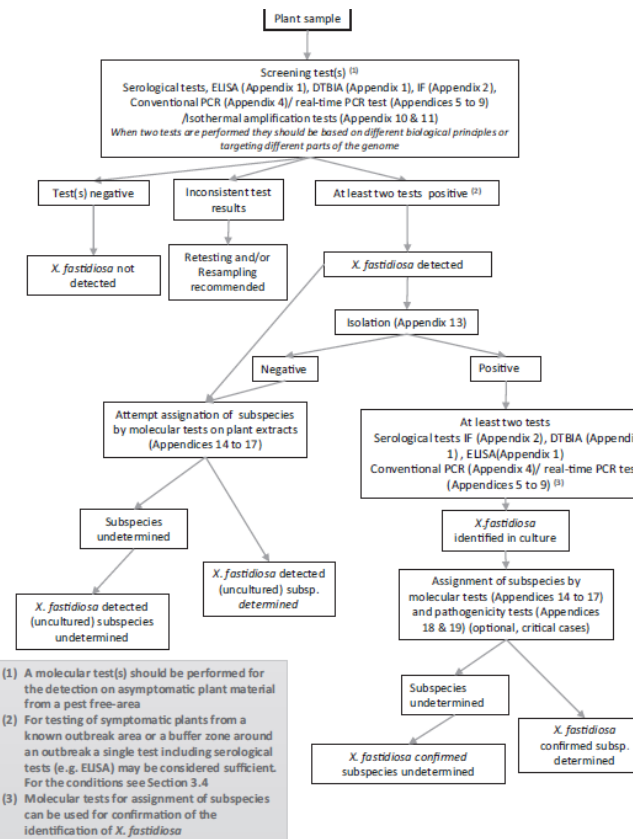 Plant sample
Screening test(s) (1)
Serological tests, ELISA (Appendix 1), DTBIA (Appendix 1), IF (Appendix 2),
Conventional PCR (Appendix 4)/ real-time PCR test (Appendices 5 to 9)
/Isothermal amplification tests (Appendix 10 & 11)
When two tests are performed they should be based on different biological principles or
targeting different parts of the genome
Test(s) negative
Inconsistent test
results
At least two tests positive (2)
X. fastidiosa not
detected
Retesting and/or
Resampling
recommended
X. fastidiosa detected
Isolation (Appendix 13)
Negative
Positive
Attempt assignation of subspecies
by molecular tests on plant extracts
(Appendices 14 to 17)
At least two tests
Serological tests IF (Appendix 2), DTBIA (Appendi
1) , ELISA(Appendix 1)
Conventional PCR (Appendix 4)/ real-time PCR tes
(Appendices 5 to 9) (3)
Subspecies
undetermined
X.fastidiosa
identified in culture
X. fastidiosa detected
(uncultured) subsp.
determined
X. fastidiosa detected
(uncultured) subspecies
undetermined
Assignment of subspecies by
molecular tests (Appendices 14 to 17)
and pathogenicity tests (Appendices
18 & 19) (optional, critical cases)
Subspecies
undetermined
X. fastidiosa
confirmed subsp.
determined
X. fastidiosa confirmed
subspecies undetermined
(1) A molecular test(s) should be performed for
the detection on asymptomatic plant material
from a pest free-area
(2) For testing of symptomatic plants from a
known outbreak area or a buffer zone around
an outbreak a single test including serological
tests (e.g. ELISA) may be considered sufficient.
For the conditions see Section 3.4
(3) Molecular tests for assignment of subspecies
can be used for confirmation of the
identification of X. fastidiosa